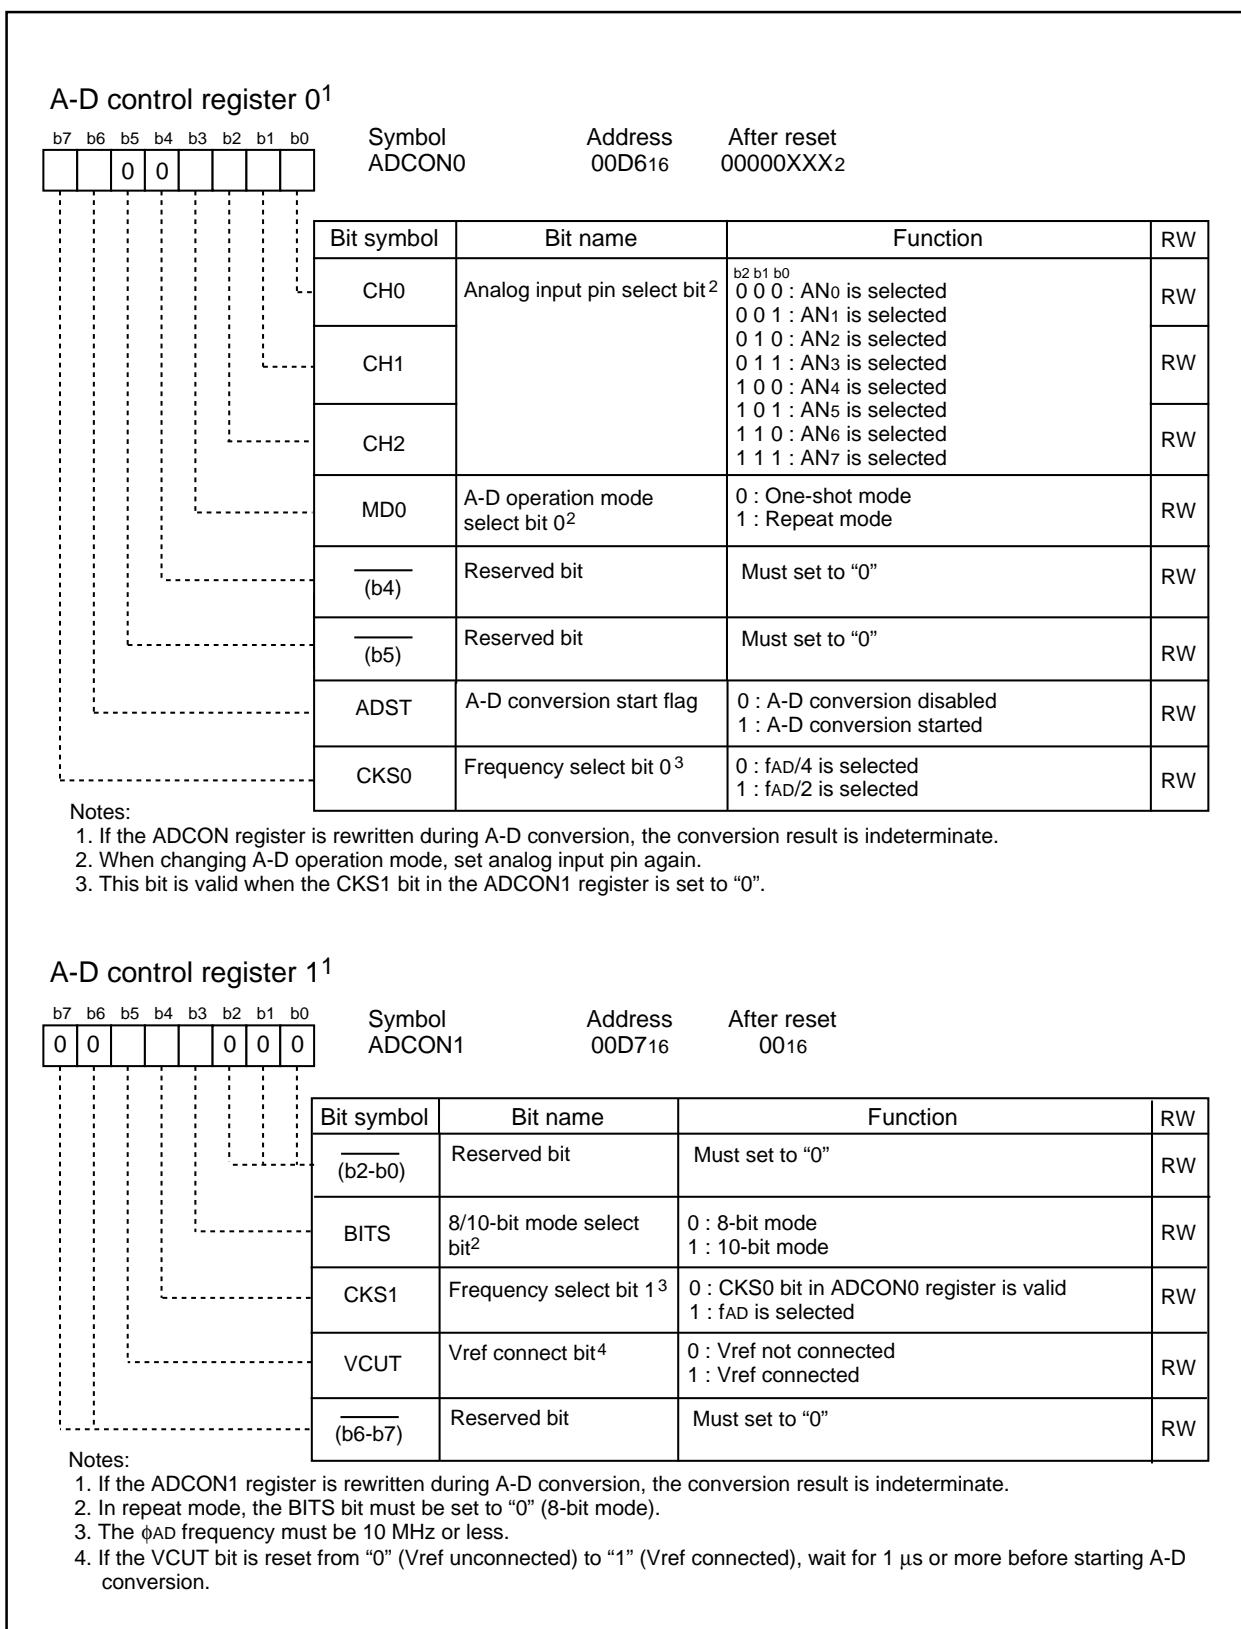 A-D control register 0 1
b7 b6 b5 b4 b3 b2 b1 b0
0 0
Symbol Address After reset
ADCON0 00D616 00000XXX2
Bit symbol Bit name Function RW
CH0 Analog input pin select bit 2 RW
b2 b1 b0
0 0 0 : AN0 is selected
0 0 1 : AN1 is selected
0 1 0 : AN2 is selected
0 1 1 : AN3 is selected
1 0 0 : AN4 is selected
1 0 1 : AN5 is selected
1 1 0 : AN6 is selected
1 1 1 : AN7 is selected
CH1 RW
CH2 RW
MD0 A-D operation mode select bit 0 2 RW
0 : One-shot mode
1 : Repeat mode
(b4) Reserved bit Must set to “0” RW
(b5) Reserved bit Must set to “0” RW
ADST A-D conversion start flag RW
0 : A-D conversion disabled
1 : A-D conversion started
CKS0 Frequency select bit 0 3 RW
0 : fAD/4 is selected
1 : fAD/2 is selected
Notes:
1. If the ADCON register is rewritten during A-D conversion, the conversion result is indeterminate.
2. When changing A-D operation mode, set analog input pin again.
3. This bit is valid when the CKS1 bit in the ADCON1 register is set to “0”.
A-D control register 1 1
b7 b6 b5 b4 b3 b2 b1 b0
0 0 0 0 0
Symbol Address After reset
ADCON1 00D716 0016
Bit symbol Bit name Function RW
(b2-b0) Reserved bit Must set to “0” RW
BITS 8/10-bit mode select bit2 RW
0 : 8-bit mode
1 : 10-bit mode
CKS1 Frequency select bit 1 3 RW
0 : CKS0 bit in ADCON0 register is valid
1 : fAD is selected
VCUT Vref connect bit4 RW
0 : Vref not connected
1 : Vref connected
(b6-b7) Reserved bit Must set to “0” RW
Notes:
1. If the ADCON1 register is rewritten during A-D conversion, the conversion result is indeterminate.
2. In repeat mode, the BITS bit must be set to “0” (8-bit mode).
3. The ϕAD frequency must be 10 MHz or less.
4. If the VCUT bit is reset from “0” (Vref unconnected) to “1” (Vref connected), wait for 1 µs or more before starting A-D
conversion.